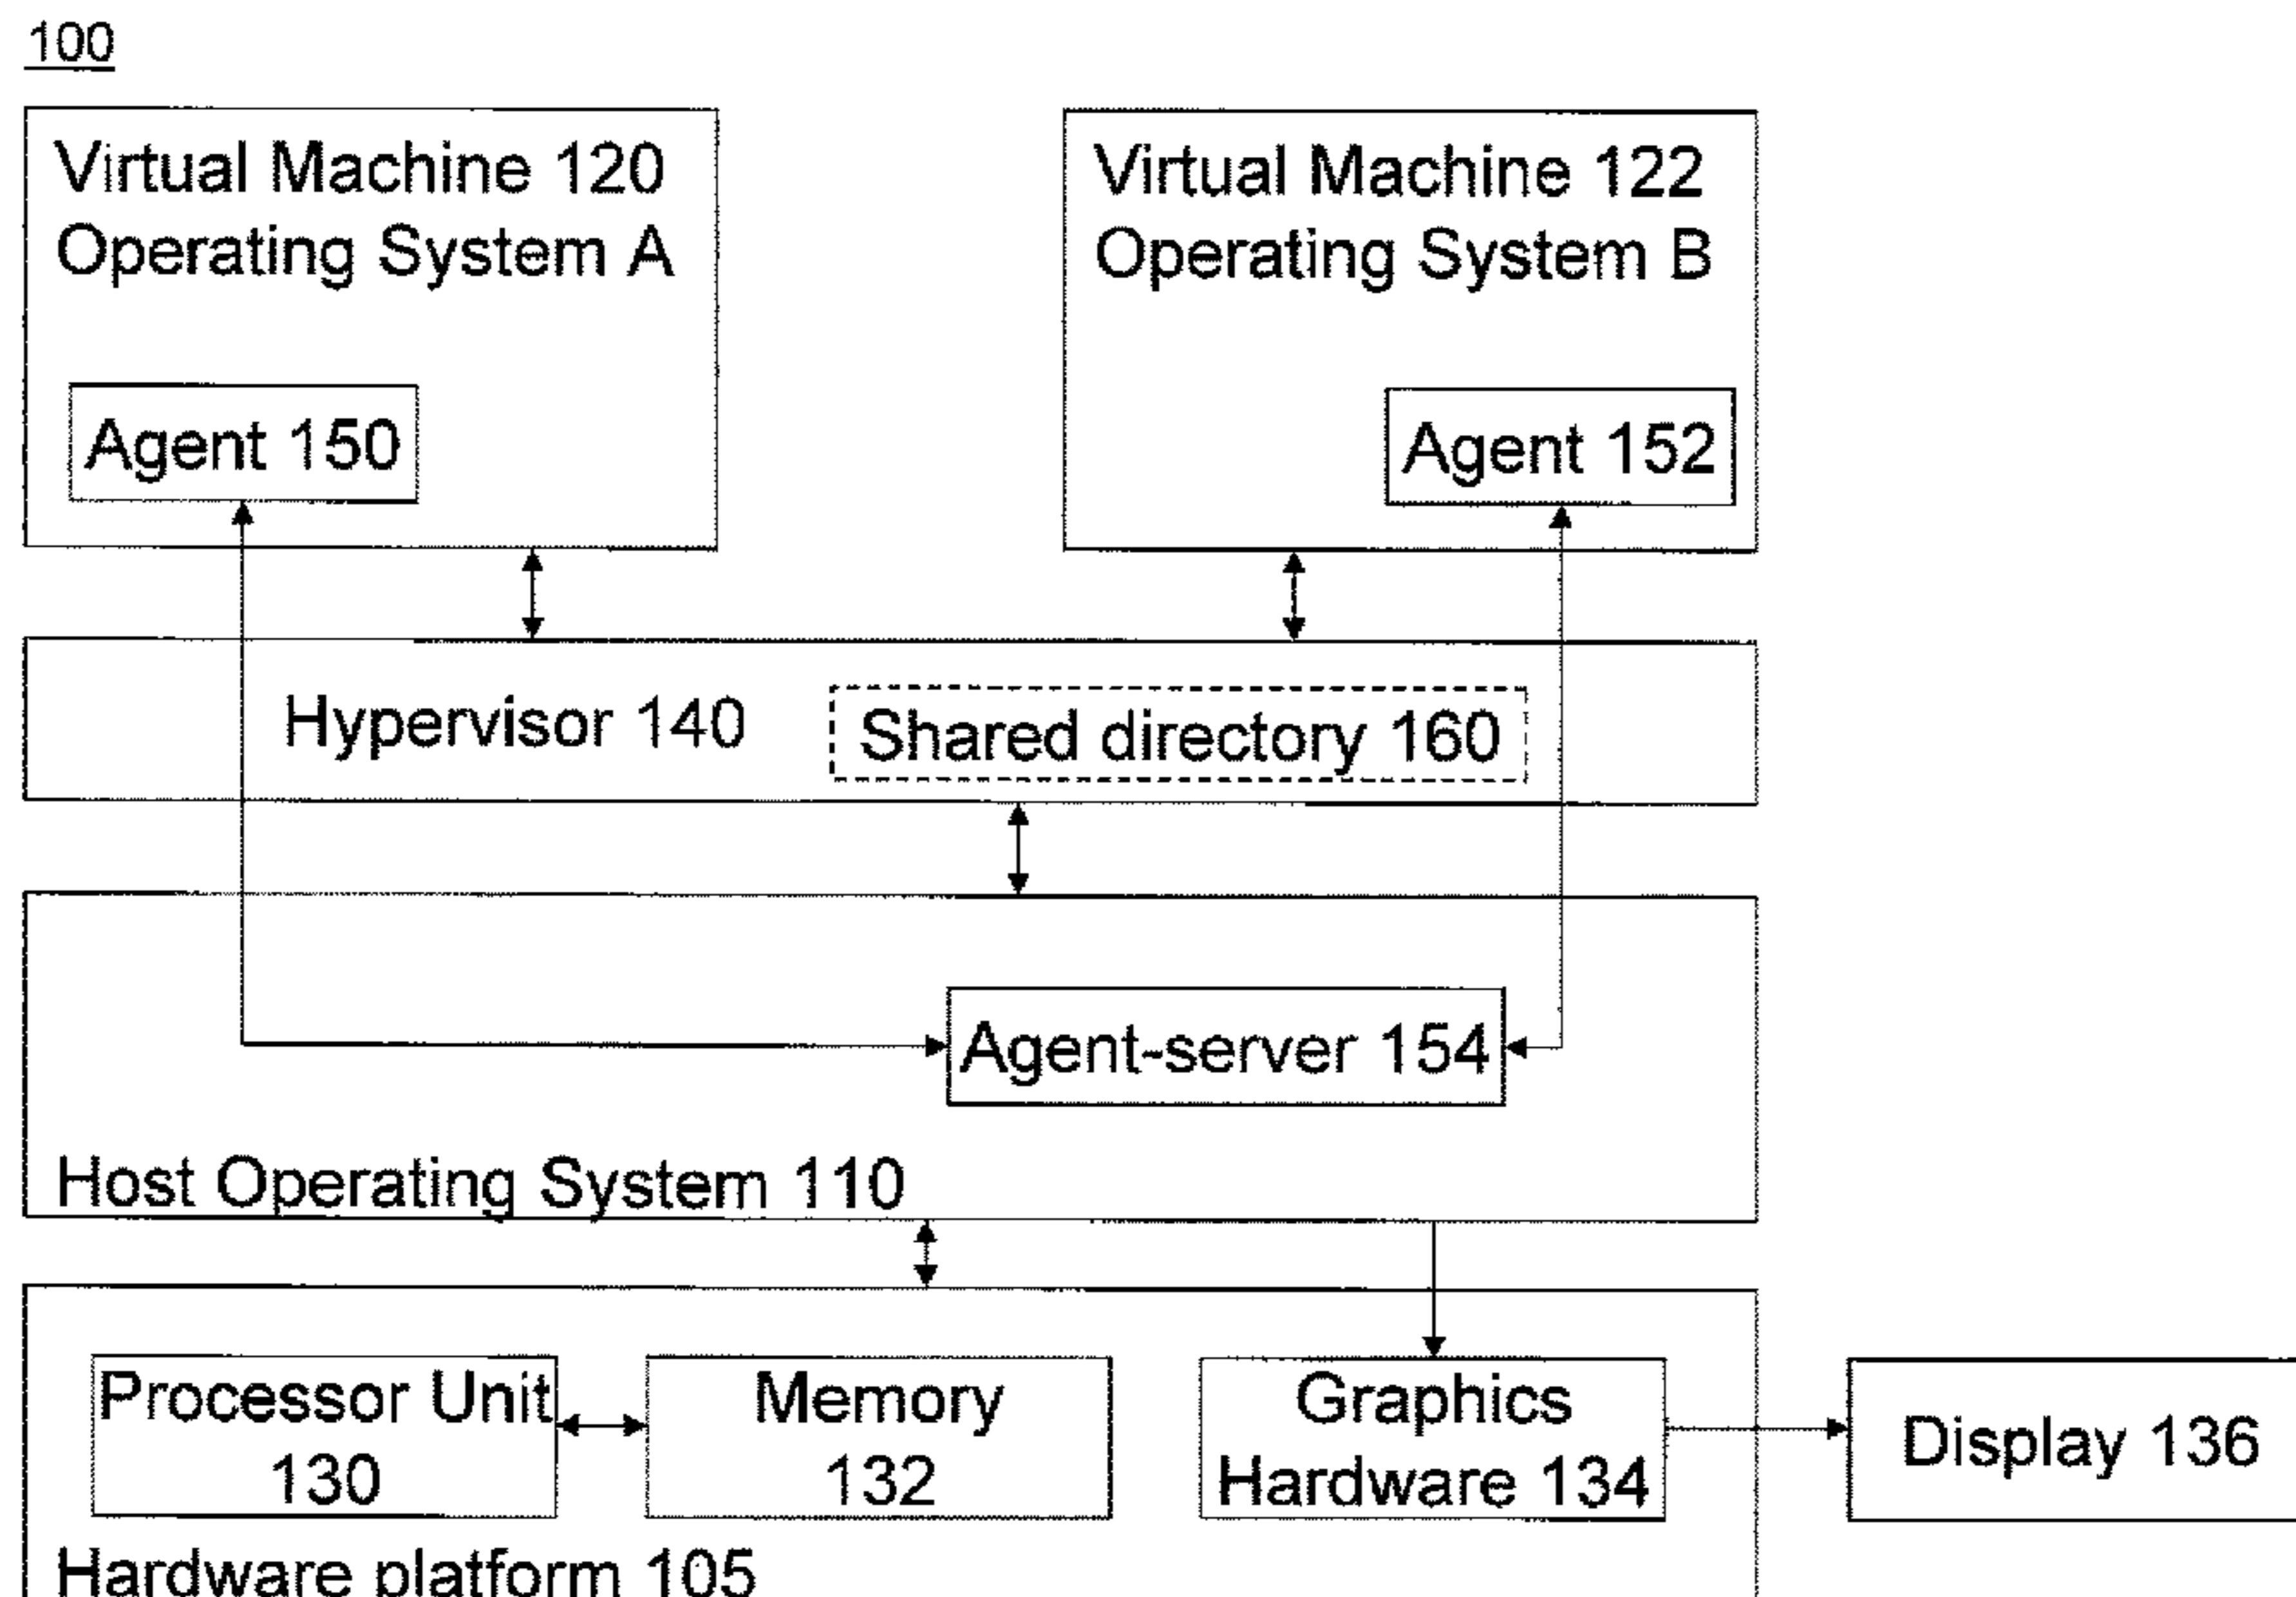 100
Virtual Machine 120
Operating System A
Agent 150
Virtual Machine 122
Operating System B
Agent 152
Hypervisor 140
Shared directory 160
Agent-server 154
Host Operating System 110
Processor Unit
130
Memory
132
Graphics
Hardware 134
Display 136
Hardware platform 105